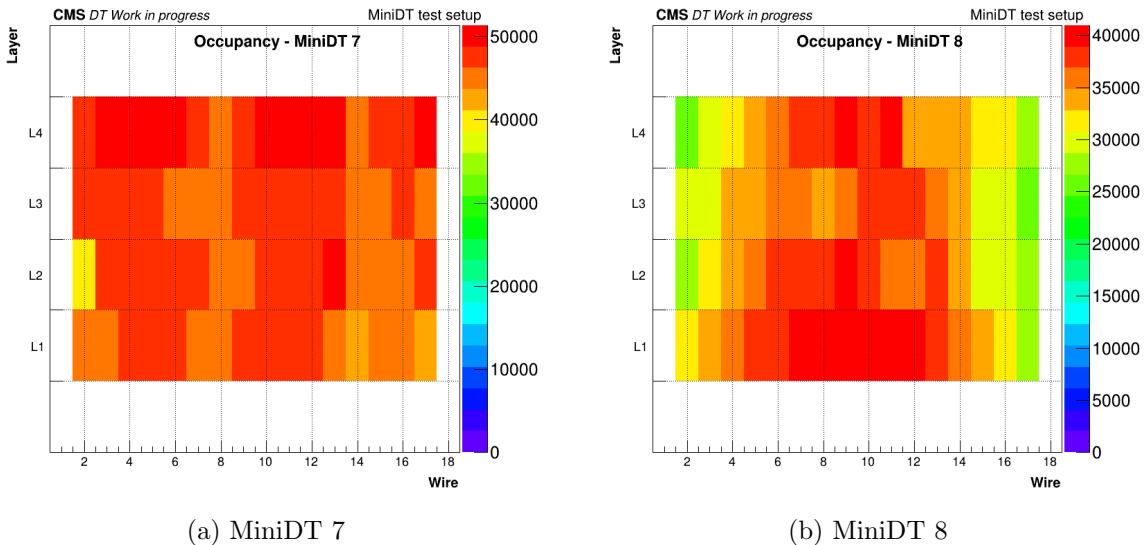 CMS DT Work in progress MiniDT test setup
Occupancy - MiniDT 7
Layer
L4
L3
L2
L1
2 4 6 8 10 12 14 16 18
Wire
50000
40000
30000
20000
10000
0
(a) MiniDT 7
CMS DT Work in progress MiniDT test setup
Occupancy - MiniDT 8
Layer
L4
L3
L2
L1
2 4 6 8 10 12 14 16 18
Wire
40000
35000
30000
25000
20000
15000
10000
5000
0
(b) MiniDT 8